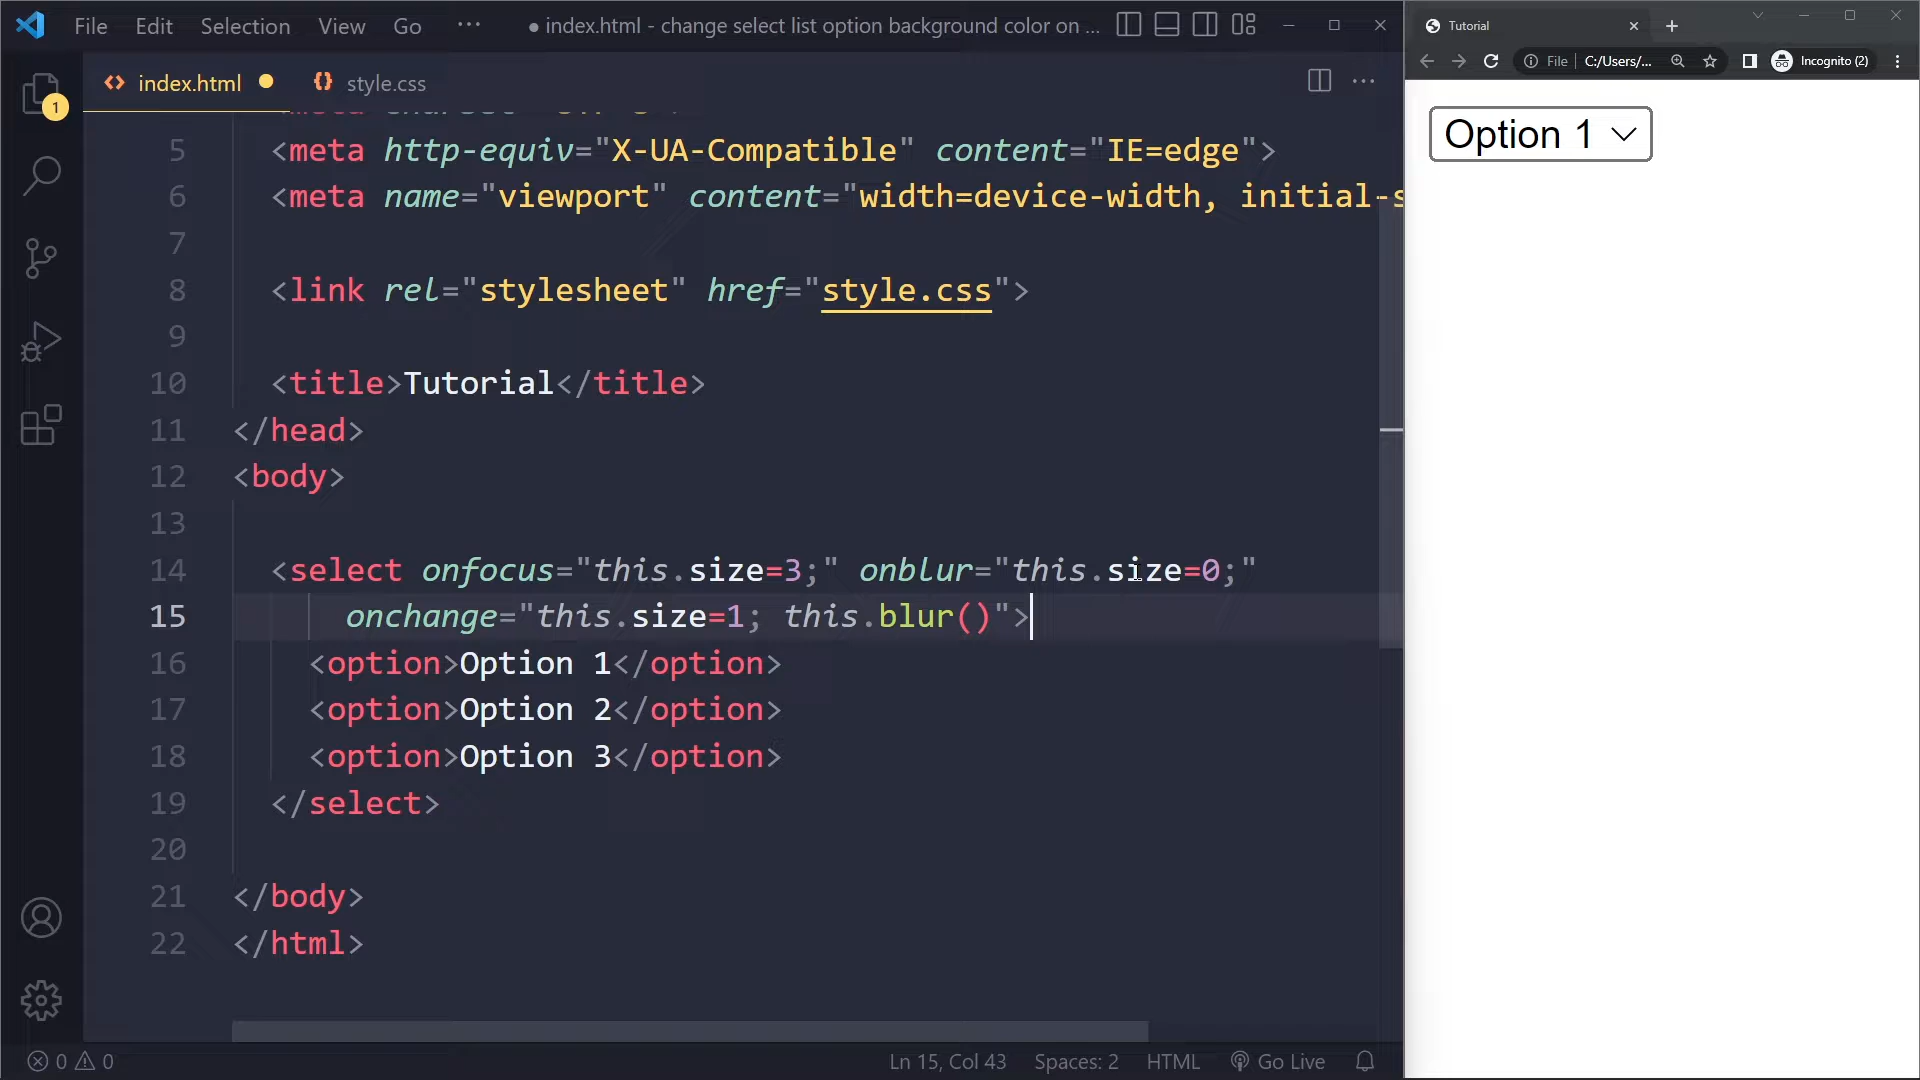 File Edit Selection View Go ··· ● index.html - change select list option background color on ...
index.html ● style.css
1
5 <meta http-equiv="X-UA-Compatible" content="IE=edge">
6 <meta name="viewport" content="width=device-width, initial-s
7
8 <link rel="stylesheet" href="style.css">
9
10 <title>Tutorial</title>
11 </head>
12 <body>
13
14 <select onfocus="this.size=3;" onblur="this.size=0;"
15 onchange="this.size=1; this.blur()">
16 <option>Option 1</option>
17 <option>Option 2</option>
18 <option>Option 3</option>
19 </select>
20
21 </body>
22 </html>
0 0 Ln 15, Col 43 Spaces: 2 HTML Go Live
Tutorial
File C:/Users/... Incognito (2)
Option 1